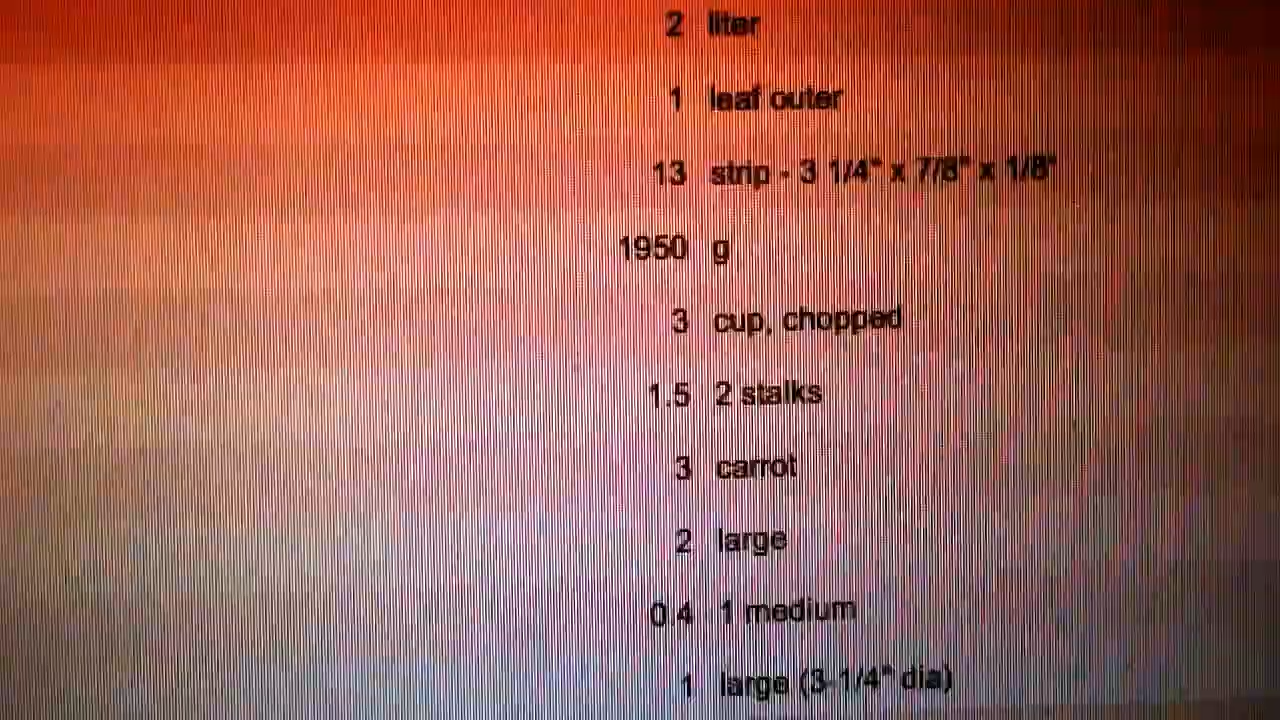 2 liter
1 leaf outer
13 strip - 3 1/4" x 7/8" x 1/8"
1950 g
3 cup, chopped
1.5 2 stalks
3 carrot
2 large
0.4 1 medium
1 large (3-1/4" dia)